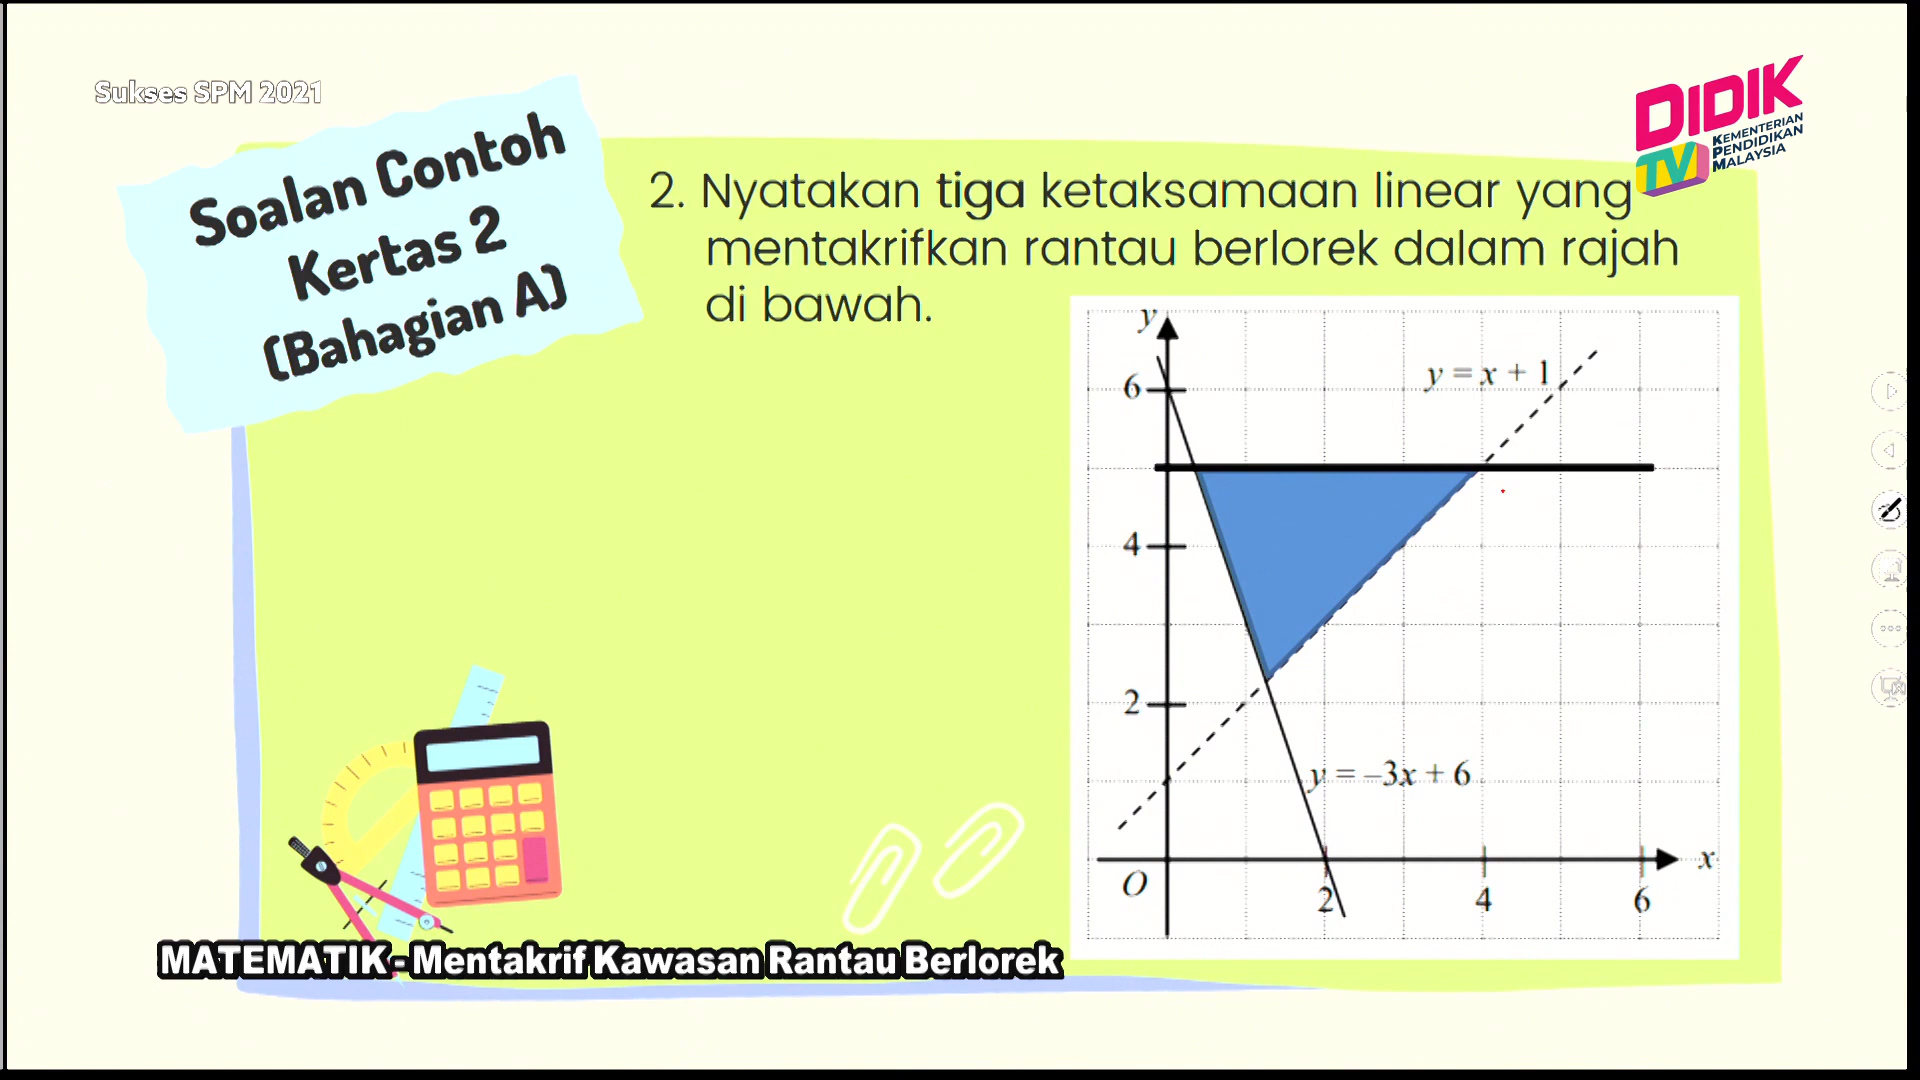 Sukses SPM 2021
Soalan Contoh
Kertas 2
(Bahagian A)
DIDIK
TV
KEMENTERIAN
PENDIDIKAN
MALAYSIA
2. Nyatakan tiga ketaksamaan linear yang
mentakrifkan rantau berlorek dalam rajah
di bawah.
y
6
y = x + 1
4
2
y = –3x + 6
x
O
2
4
6
MATEMATIK - Mentakrif Kawasan Rantau Berlorek